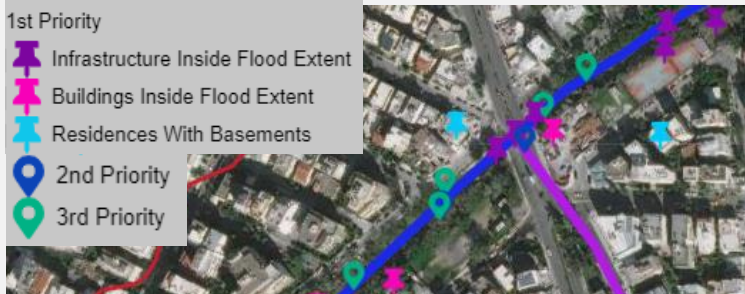 1st Priority
Infrastructure Inside Flood Extent
Buildings Inside Flood Extent
Residences With Basements
2nd Priority
3rd Priority